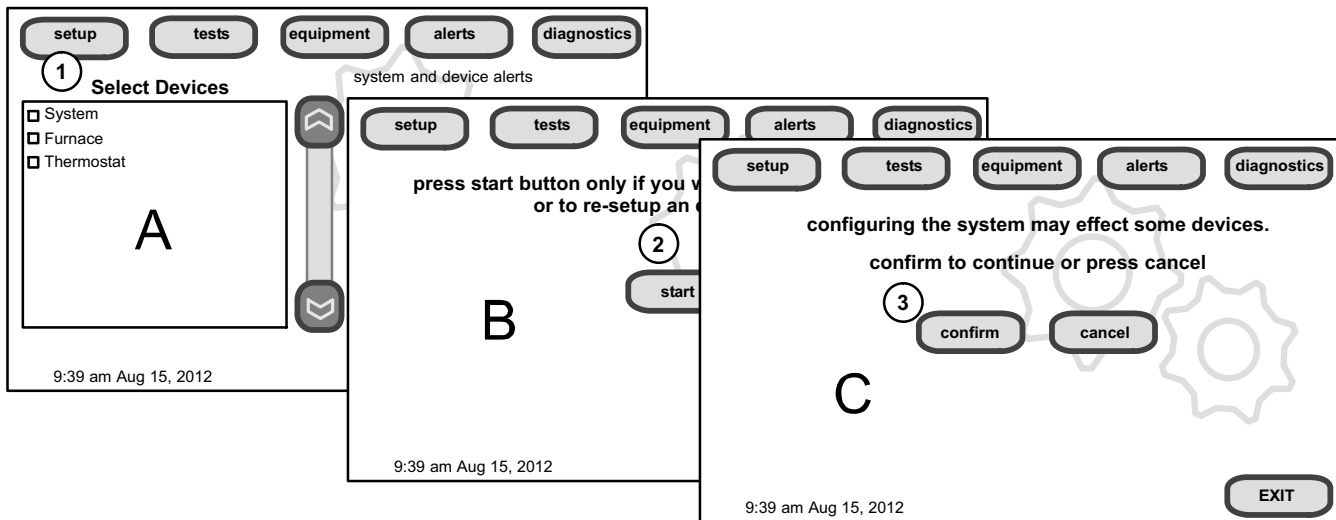 setup tests equipment alerts diagnostics
1
Select Devices
system and device alerts
System
Furnace
Thermostat
A
9:39 am Aug 15, 2012
setup tests equipment alerts diagnostics
press start button only if you
or to re-setup an
2
start
B
9:39 am Aug 15, 2012
setup tests equipment alerts diagnostics
configuring the system may effect some devices.
confirm to continue or press cancel
3
confirm cancel
C
EXIT
9:39 am Aug 15, 2012